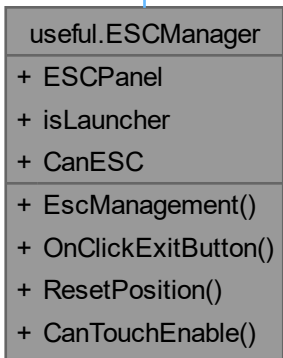 useful.ESCManager
+ ESCPanel
+ isLauncher
+ CanESC
+ EscManagement()
+ OnClickExitButton()
+ ResetPosition()
+ CanTouchEnable()